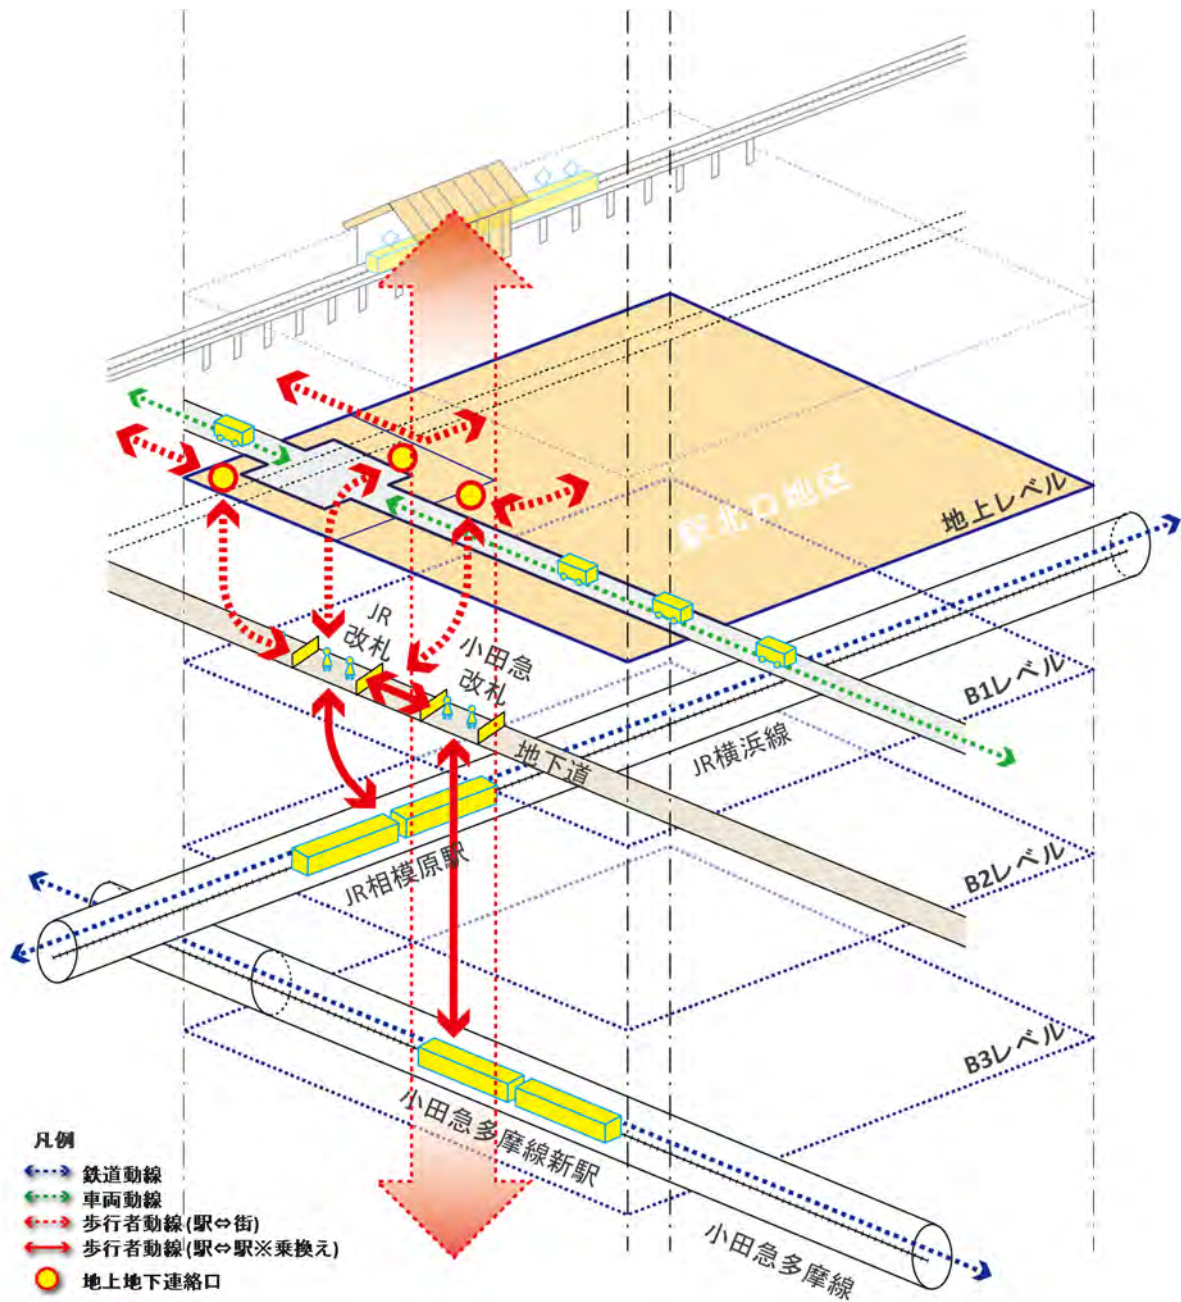 駅北口地区
地上レベル
JR
改札
小田急
改札
B1レベル
JR横浜線
地下道
B2レベル
JR相模原駅
B3レベル
小田急多摩線新駅
小田急多摩線
凡例
鉄道動線
車両動線
歩行者動線(駅⇔街)
歩行者動線(駅⇔駅※乗換え)
地上地下連絡口